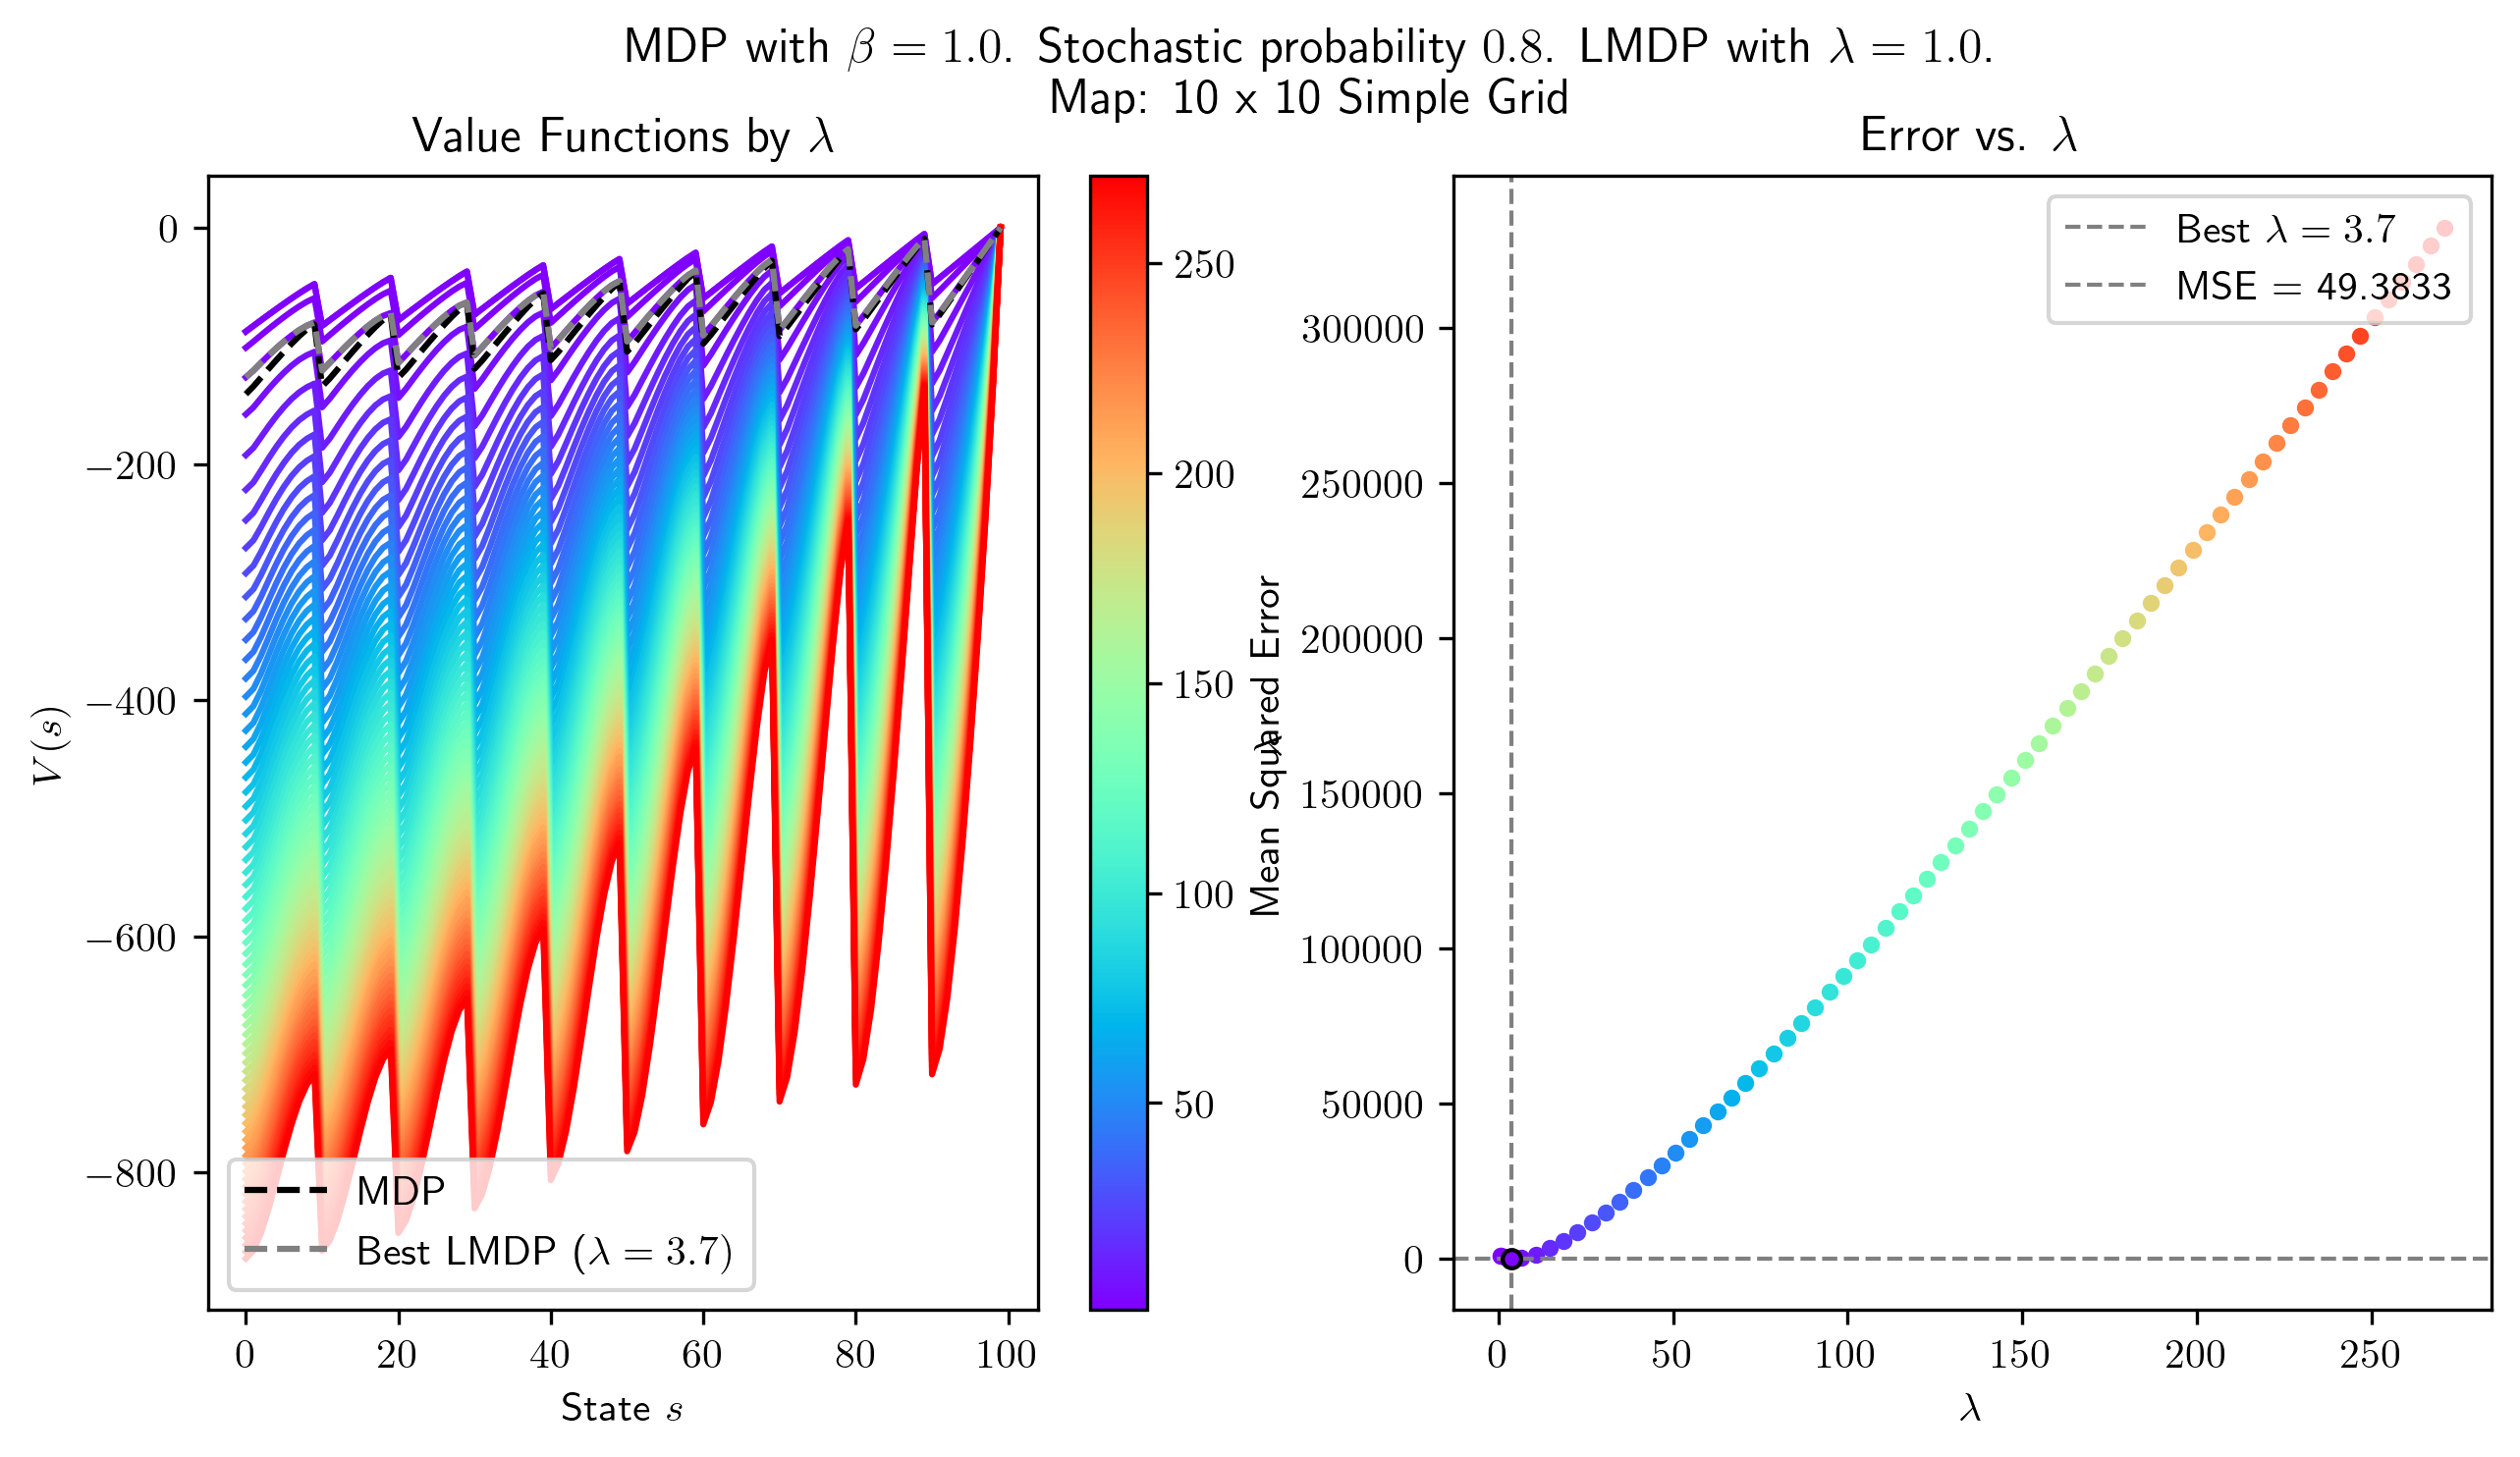 MDP with β = 1.0. Stochastic probability 0.8. LMDP with λ = 1.0.
Map: 10 x 10 Simple Grid
Value Functions by λ
0
−200
−400
−600
−800
V(s)
MDP
Best LMDP (λ = 3.7)
0 20 40 60 80 100
State s
250
200
150
100
50
λ
Error vs. λ
Best λ = 3.7
MSE = 49.3833
300000
250000
200000
150000
100000
50000
0
Mean Squared Error
0 50 100 150 200 250
λ